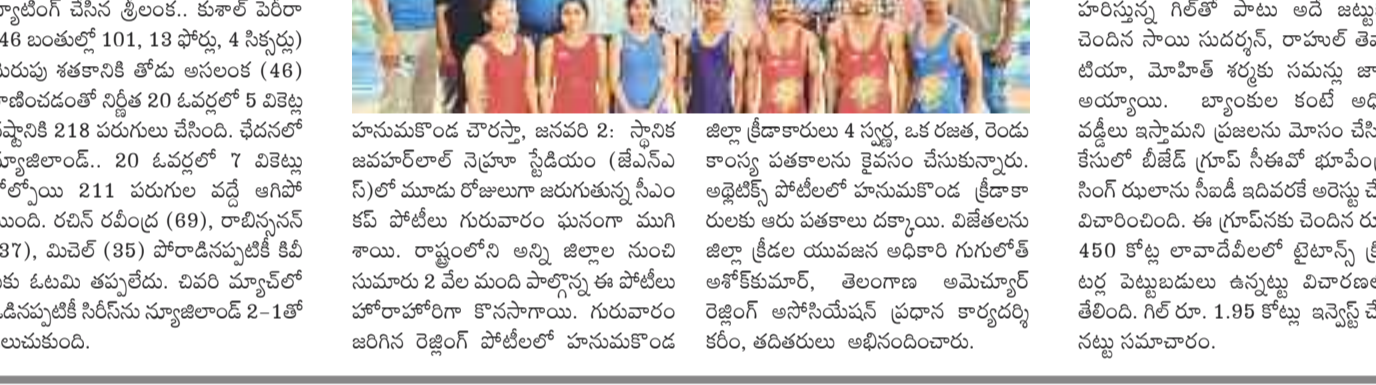 బ్యాటింగ్ చేసిన శ్రీలంక.. కుశాల్ పెరీరా
46 బంతుల్లో 101, 13 ఫోర్లు, 4 సిక్సర్లు)
మెరుపు శతకానికి తోడు అసలంక (46)
రాణించడంతో నిర్ణీత 20 ఓవర్లలో 5 వికెట్ల
నష్టానికి 218 పరుగులు చేసింది. ఛేదనలో
న్యూజిలాండ్.. 20 ఓవర్లలో 7 వికెట్లు
కోల్పోయి 211 పరుగుల వద్దే ఆగిపో
యింది. రచిన్ రవీంద్ర (69), రాబిన్సన్
37), మిచెల్ (35) పోరాడినప్పటికీ కివీ
కు ఓటమి తప్పలేదు. చివరి మ్యాచ్‌లో
ఓడినప్పటికీ సిరీస్‌ను న్యూజిలాండ్ 2-1తో
గెలుచుకుంది.
హనుమకొండ చౌరస్తా, జనవరి 2: స్థానిక
జవహర్‌లాల్ నెహ్రూ స్టేడియం (జేఎన్ఎ
స్)లో మూడు రోజులుగా జరుగుతున్న సీఎం
కప్ పోటీలు గురువారం ఘనంగా ముగి
శాయి. రాష్ట్రంలోని అన్ని జిల్లాల నుంచి
సుమారు 2 వేల మంది పాల్గొన్న ఈ పోటీలు
హోరాహోరిగా కొనసాగాయి. గురువారం
జరిగిన రెజ్లింగ్ పోటీలలో హనుమకొండ
జిల్లా క్రీడాకారులు 4 స్వర్ణ, ఒక రజత, రెండు
కాంస్య పతకాలను కైవసం చేసుకున్నారు.
అథ్లెటిక్స్ పోటీలలో హనుమకొండ క్రీడాకా
రులకు ఆరు పతకాలు దక్కాయి. విజేతలను
జిల్లా క్రీడల యువజన అధికారి గుగులోత్
అశోక్‌కుమార్, తెలంగాణ అమెచ్యూర్
రెజ్లింగ్ అసోసియేషన్ ప్రధాన కార్యదర్శి
కరీం, తదితరులు అభినందించారు.
హరిస్తున్న గిల్‌తో పాటు అదే జట్టుకు
చెందిన సాయి సుదర్శన్, రాహుల్ తెవా
టియా, మోహిత్ శర్మకు సమన్లు జా
అయ్యాయి. బ్యాంకుల కంటే అధి
వడ్డీలు ఇస్తామని ప్రజలను మోసం చేసి
కేసులో బీజేడ్ గ్రూప్ సీఈవో భూపేం
సింగ్ ఝలాను సీఐడీ ఇదివరకే అరెస్టు చే
విచారించింది. ఈ గ్రూప్‌నకు చెందిన రూ
450 కోట్ల లావాదేవీలలో టైటాన్స్ క్రి
టర్ల పెట్టుబడులు ఉన్నట్టు విచారణ
తేలింది. గిల్ రూ. 1.95 కోట్లు ఇన్వెస్ట్ చే
నట్టు సమాచారం.